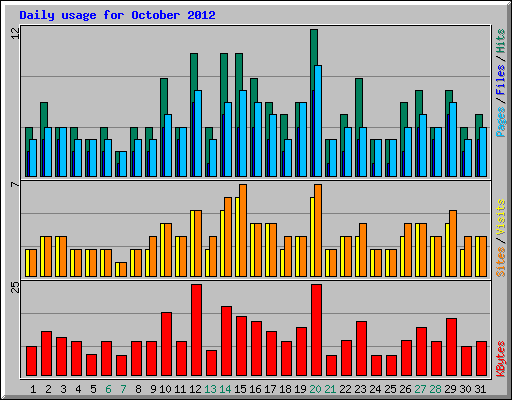 Daily usage for October 2012
12
Pages / Files / Hits
7
Sites / Visits
25
KBytes
1 2 3 4 5 6 7 8 9 10 11 12 13 14 15 16 17 18 19 20 21 22 23 24 25 26 27 28 29 30 31